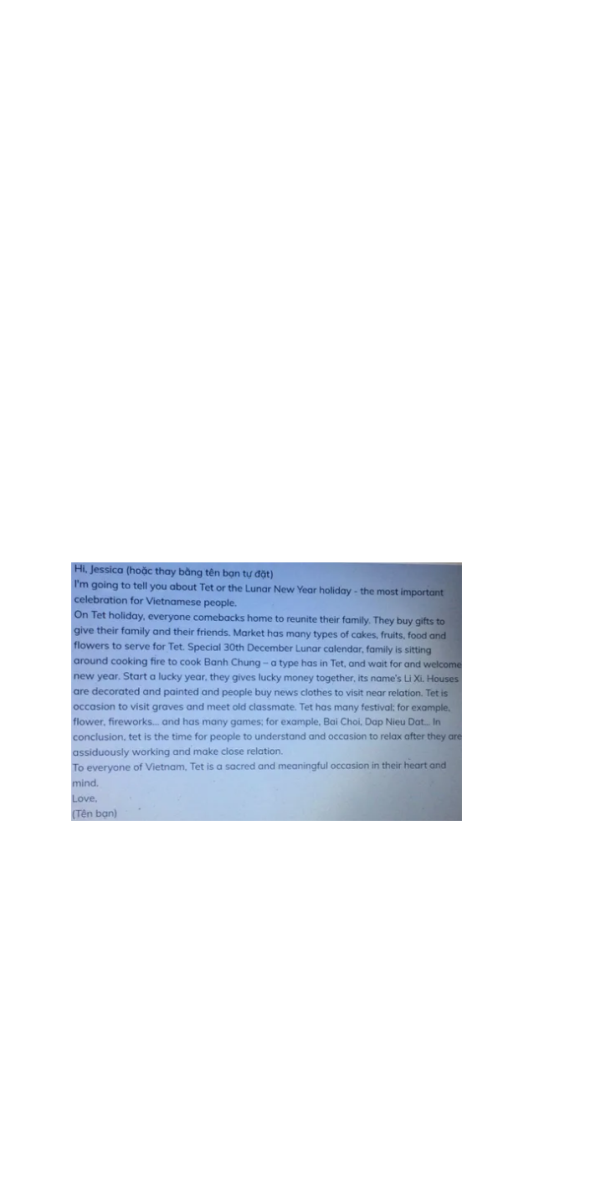 Hi, Jessica (hoặc thay bằng tên bạn tự đặt)
I'm going to tell you about Tet or the Lunar New Year holiday - the most important
celebration for Vietnamese people.
On Tet holiday, everyone comebacks home to reunite their family. They buy gifts to
give their family and their friends. Market has many types of cakes, fruits, food and
flowers to serve for Tet. Special 30th December Lunar calendar, family is sitting
around cooking fire to cook Banh Chung – a type has in Tet, and wait for and welcome
new year. Start a lucky year, they gives lucky money together, its name's Li Xi. Houses
are decorated and painted and people buy news clothes to visit near relation. Tet is
occasion to visit graves and meet old classmate. Tet has many festival; for example,
flower, fireworks... and has many games; for example, Bai Choi, Dap Nieu Dat... In
conclusion, tet is the time for people to understand and occasion to relax after they are
assiduously working and make close relation.
To everyone of Vietnam, Tet is a sacred and meaningful occasion in their heart and
mind.
Love,
(Tên bạn)